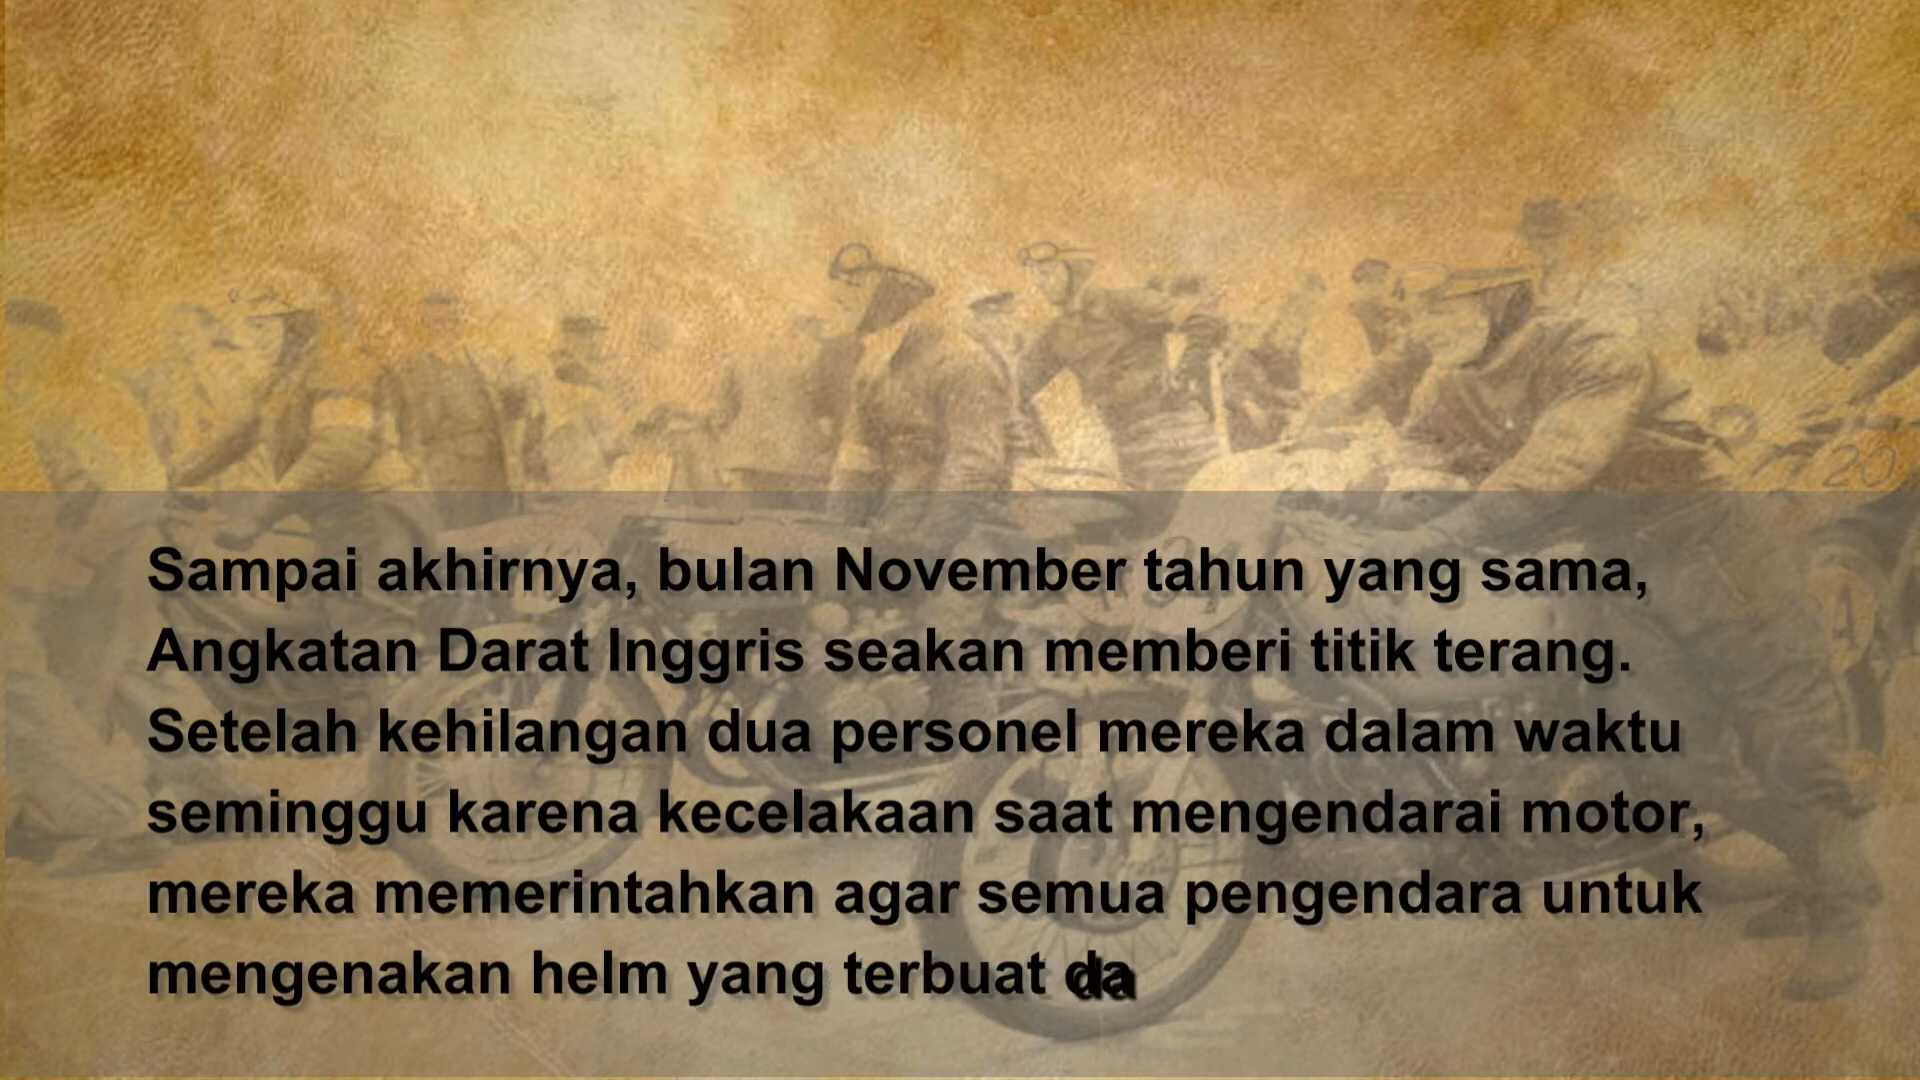 Sampai akhirnya, bulan November tahun yang sama,
Angkatan Darat Inggris seakan memberi titik terang.
Setelah kehilangan dua personel mereka dalam waktu
seminggu karena kecelakaan saat mengendarai motor,
mereka memerintahkan agar semua pengendara untuk
mengenakan helm yang terbuat da
20